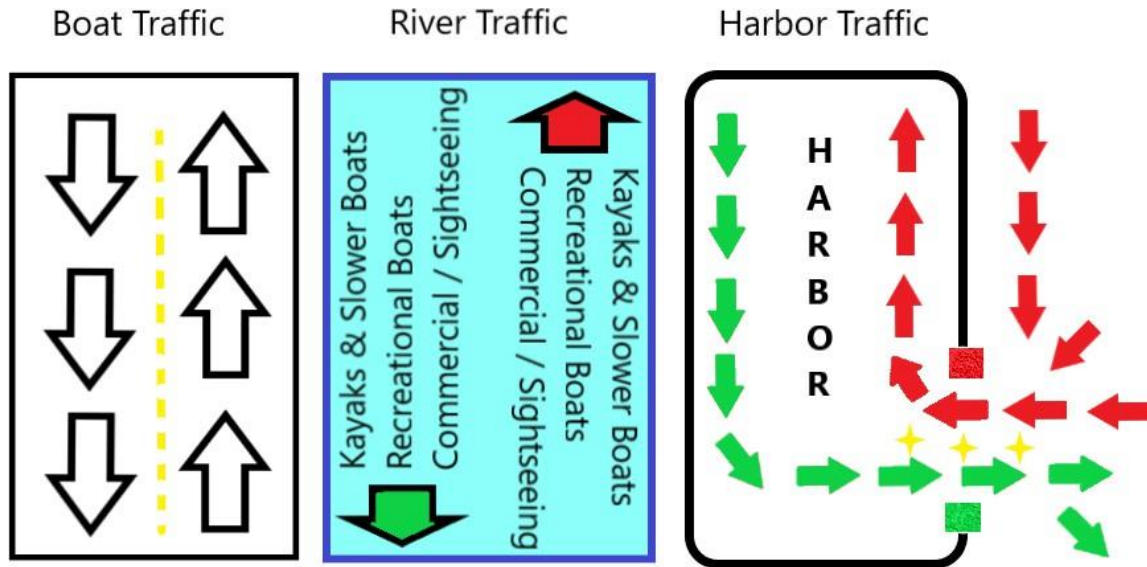 Boat Traffic
River Traffic
Harbor Traffic
Kayaks & Slower Boats
Recreational Boats
Commercial / Sightseeing
Commercial / Sightseeing
Recreational Boats
Kayaks & Slower Boats
HARBOR